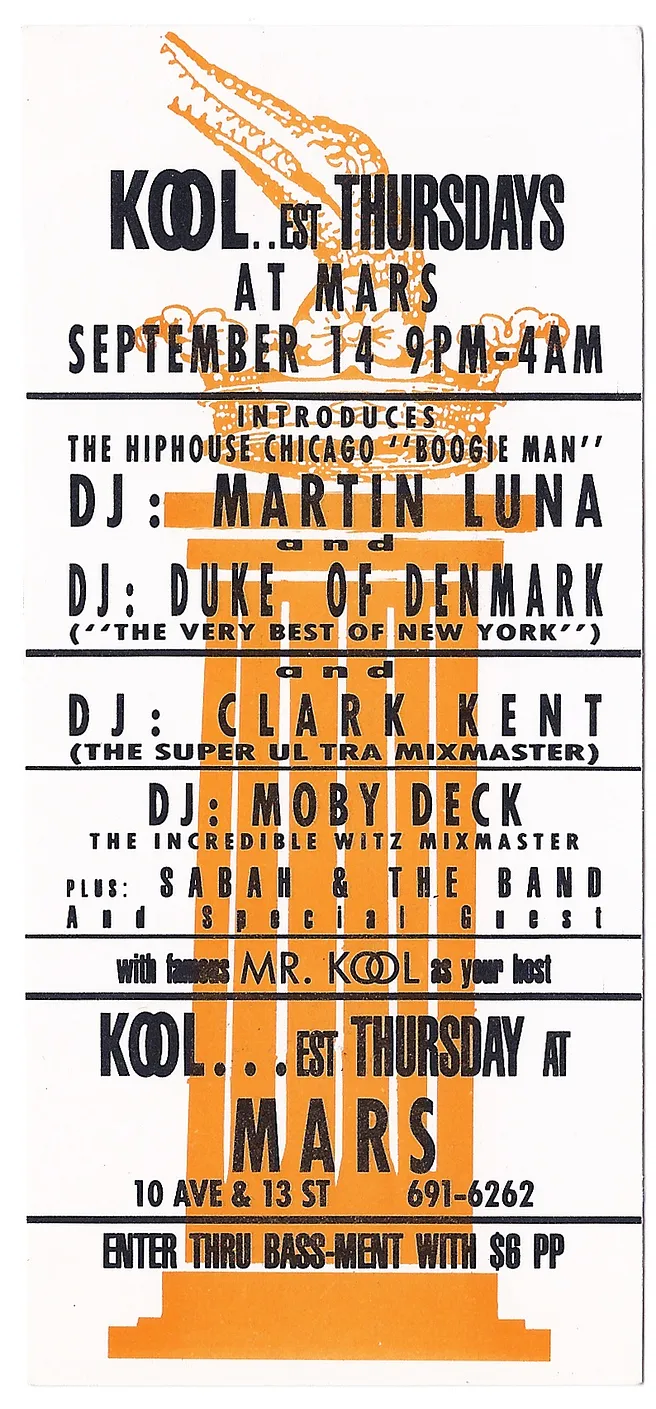 KOOL..EST THURSDAYS
AT MARS
SEPTEMBER 14 9PM-4AM
INTRODUCES
THE HIPHOUSE CHICAGO "BOOGIE MAN"
DJ: MARTIN LUNA
and
DJ: DUKE OF DENMARK
("THE VERY BEST OF NEW YORK")
and
DJ: CLARK KENT
(THE SUPER UL TRA MIXMASTER)
DJ: MOBY DECK
THE INCREDIBLE WITZ MIXMASTER
PLUS: SABAH & THE BAND
And Special Guest
with famous MR. KOOL as your host
KOOL...EST THURSDAY AT
MARS
10 AVE & 13 ST 691-6262
ENTER THRU BASS-MENT WITH $6 PP